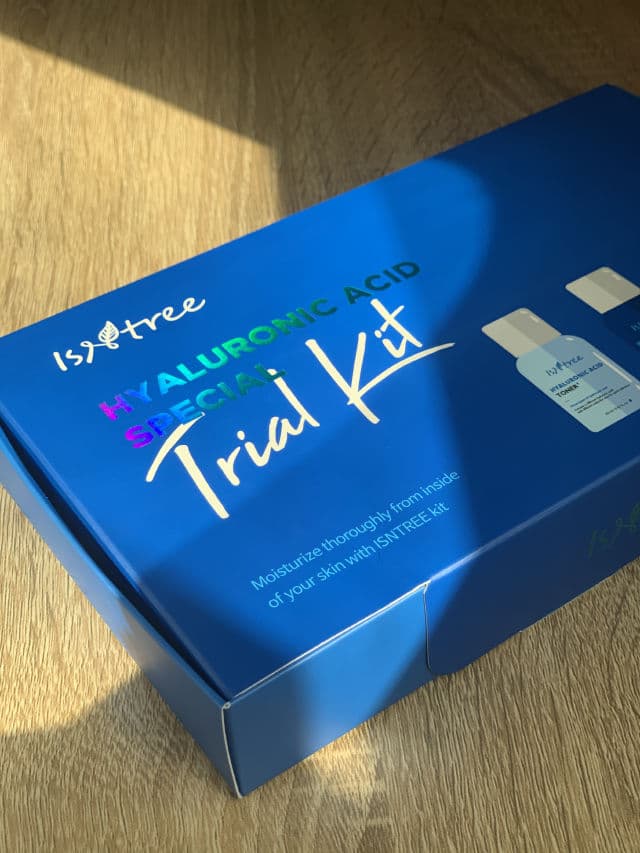 IsNtree
HYALURONIC ACID
SPECIAL
Trial Kit
Moisturize thoroughly from inside
of your skin with ISNTREE kit
IsNtree
HYALURONIC ACID
TONER